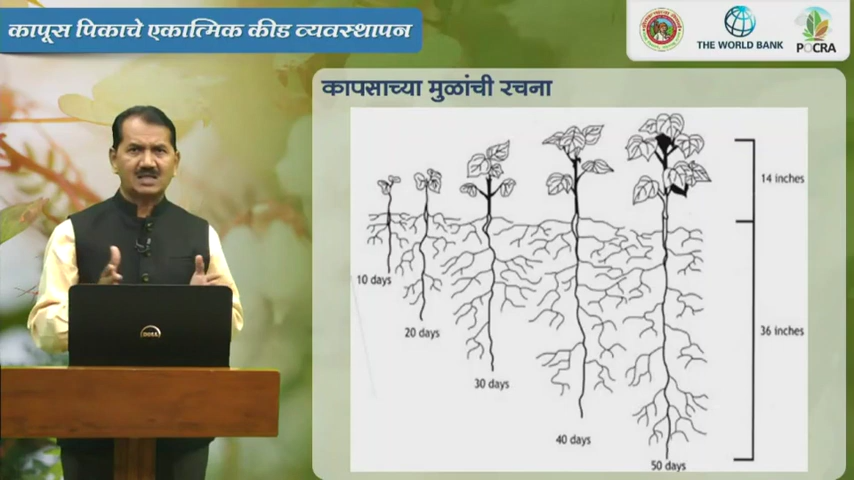 कापूस पिकाचे एकात्मिक कीड व्यवस्थापन
THE WORLD BANK
POCRA
कापसाच्या मुळांची रचना
14 inches
10 days
20 days
36 inches
30 days
40 days
50 days
DELL